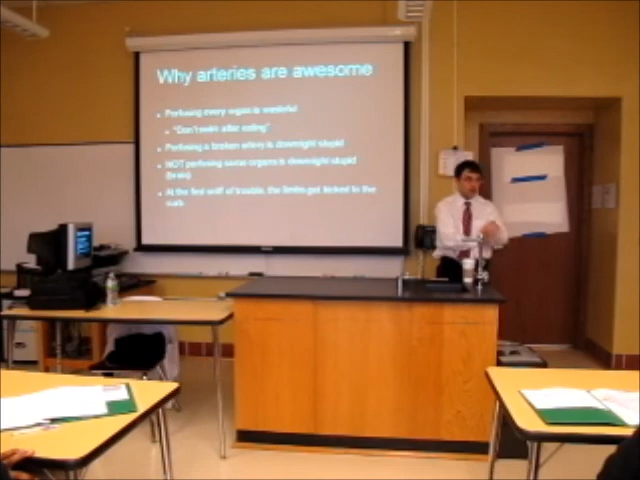 Why arteries are awesome
Perfusing every organ is wasteful
"Don't swim after eating"
Perfusing a broken artery is downright stupid
NOT perfusing some organs is downright stupid
(brain)
At the first whiff of trouble, the limbs get kicked to the
curb